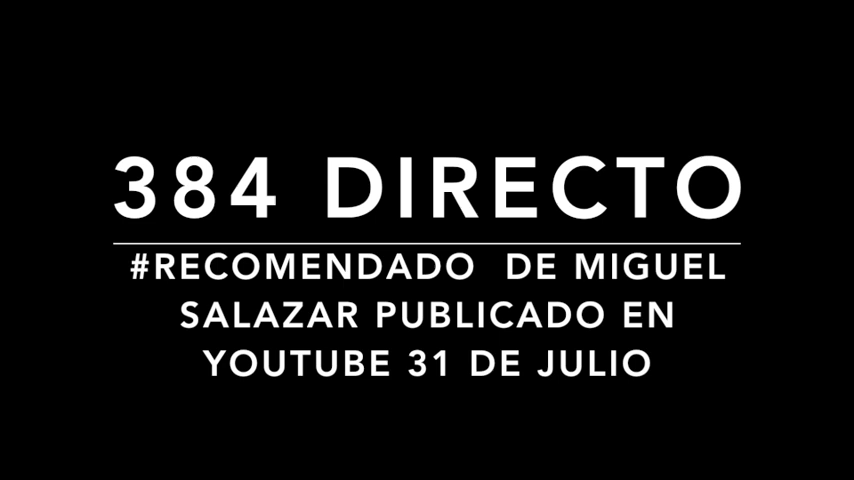 384 DIRECTO
#RECOMENDADO DE MIGUEL
SALAZAR PUBLICADO EN
YOUTUBE 31 DE JULIO